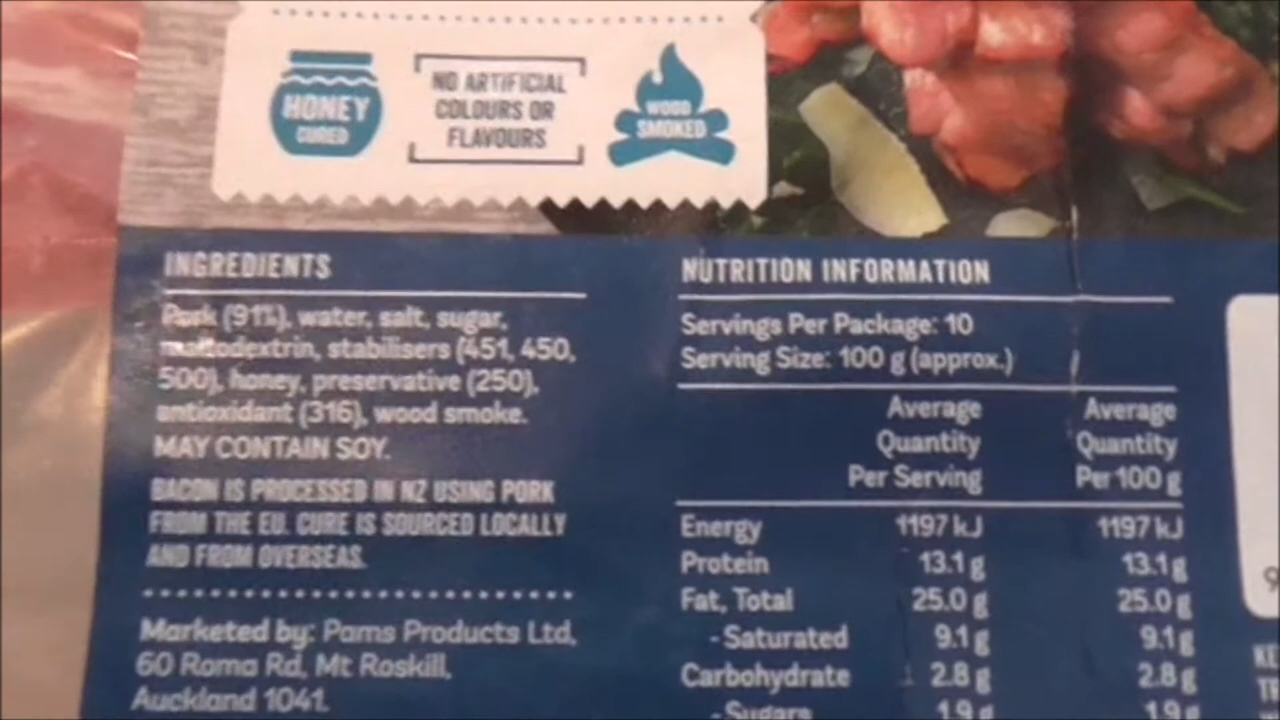 HONEY
CURED
NO ARTIFICIAL
COLOURS OR
FLAVOURS
WOOD
SMOKED
INGREDIENTS
Pork (91%), water, salt, sugar,
maltodextrin, stabilisers (451, 450,
500), honey, preservative (250),
antioxidant (316), wood smoke.
MAY CONTAIN SOY.
BACON IS PROCESSED IN NZ USING PORK
FROM THE EU. CURE IS SOURCED LOCALLY
AND FROM OVERSEAS.
Marketed by: Pams Products Ltd,
60 Roma Rd, Mt Roskill,
Auckland 1041.
NUTRITION INFORMATION
Servings Per Package: 10
Serving Size: 100 g (approx.)
Average Average
Quantity Quantity
Per Serving Per 100 g
Energy 1197 kJ 1197 kJ
Protein 13.1 g 13.1 g
Fat, Total 25.0 g 25.0 g
- Saturated 9.1 g 9.1 g
Carbohydrate 2.8 g 2.8 g
- Sugars 1.9 g 1.9 g